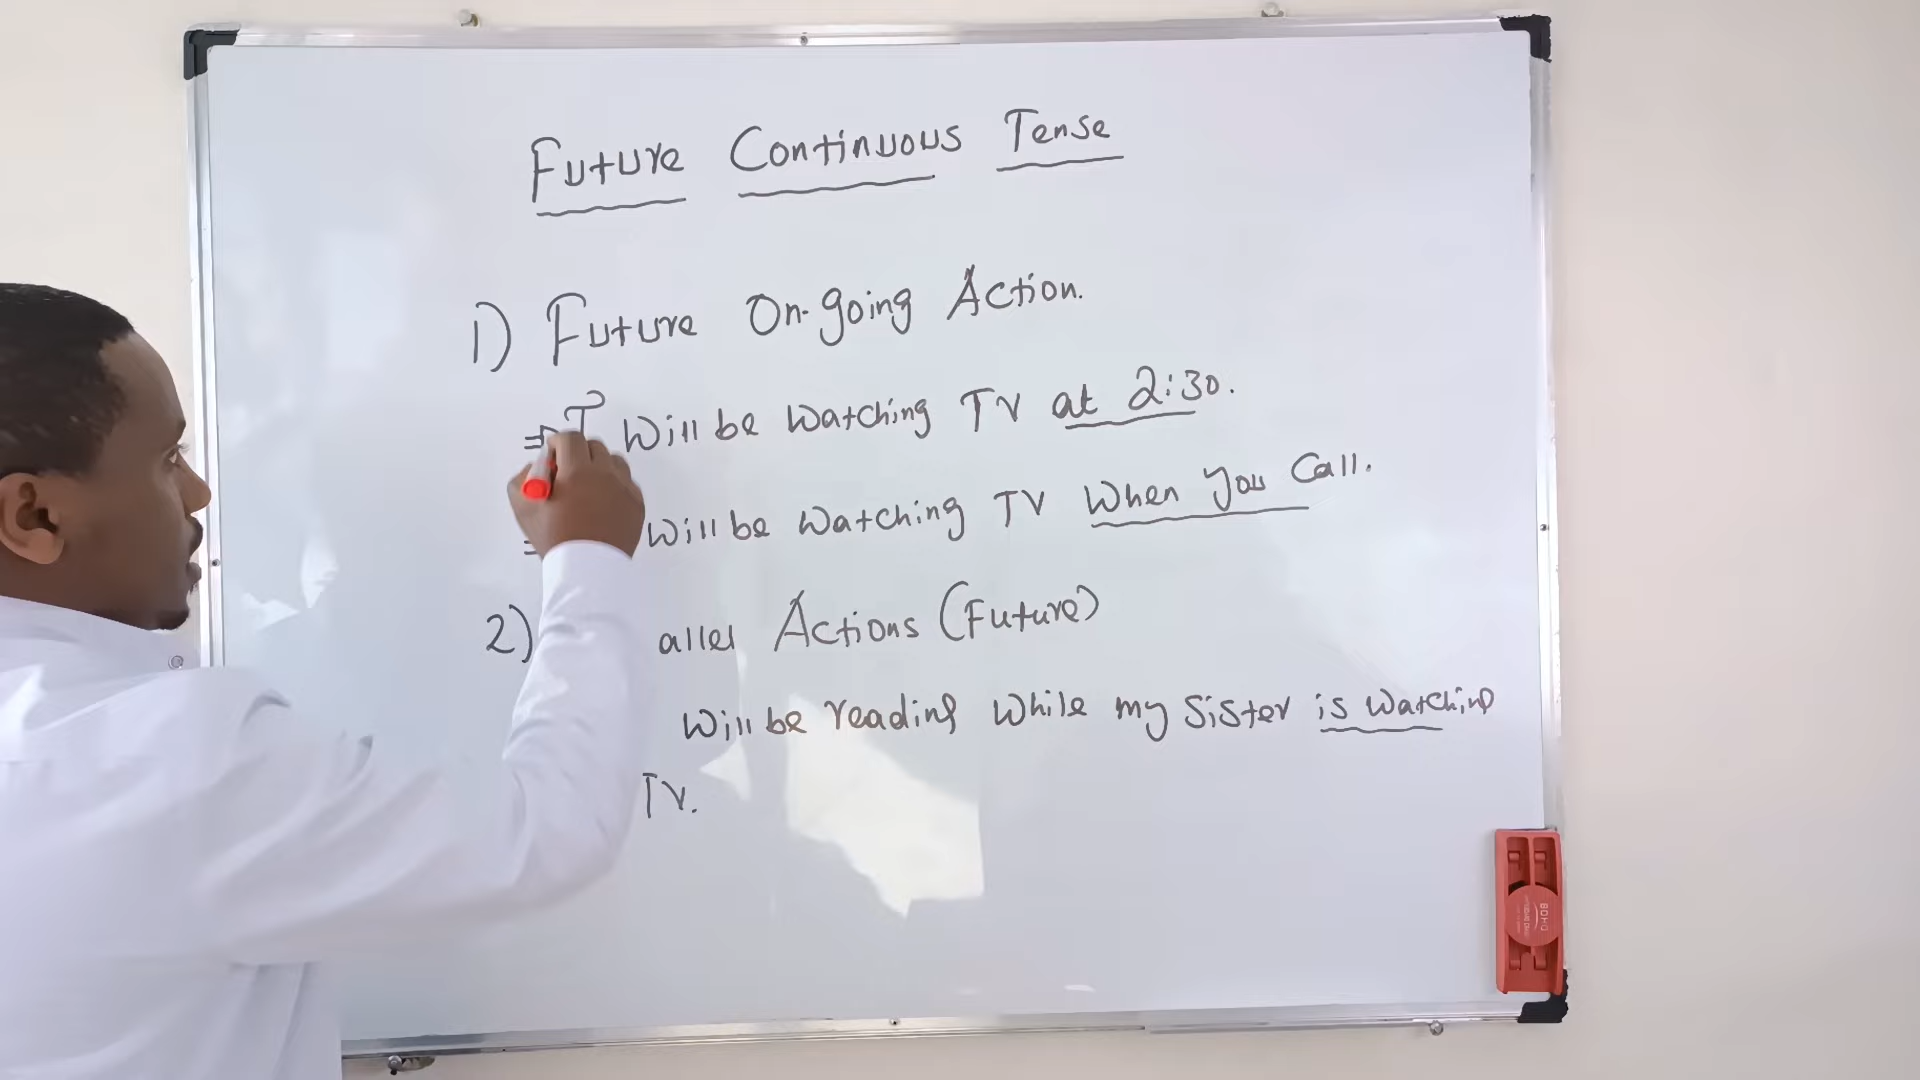 Future Continuous Tense
1) Future On-going Action.
⇒ I Will be Watching TV at 2:30.
Will be Watching TV When You Call.
2) allel Actions (Future)
Will be reading While my Sister is Watching
TV.